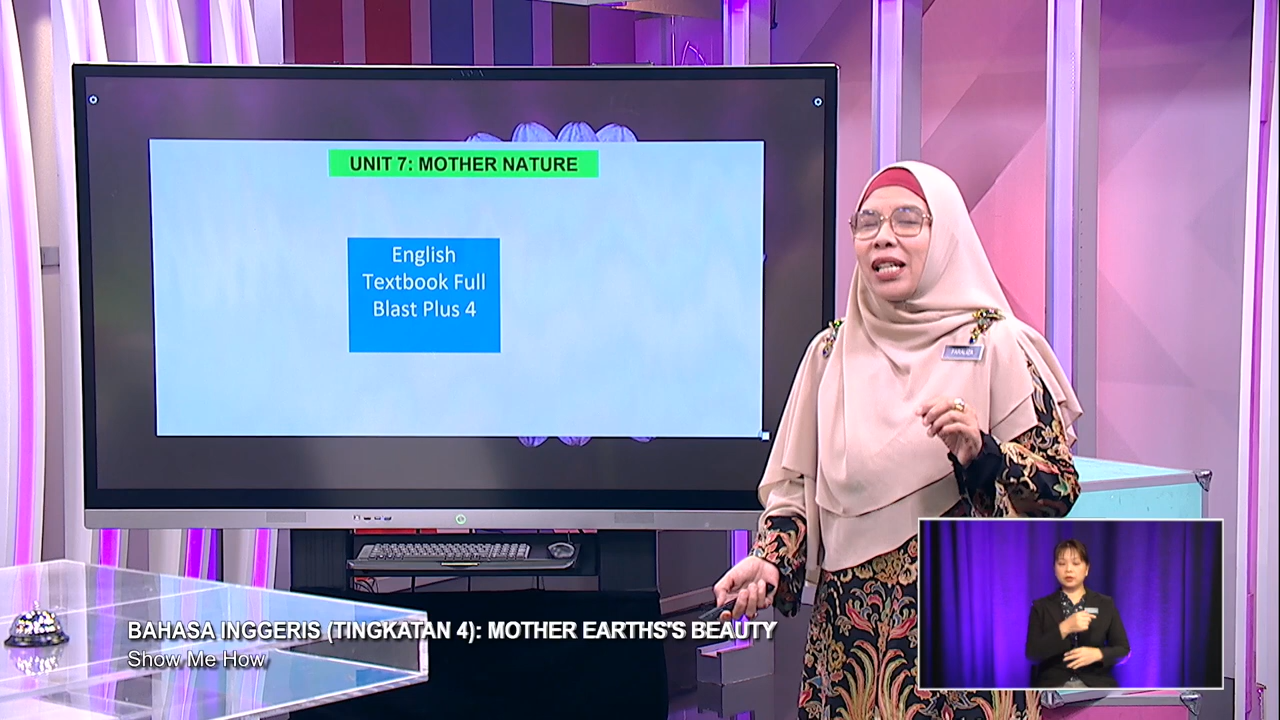 UNIT 7: MOTHER NATURE
English
Textbook Full
Blast Plus 4
BAHASA INGGERIS (TINGKATAN 4): MOTHER EARTHS'S BEAUTY
Show Me How